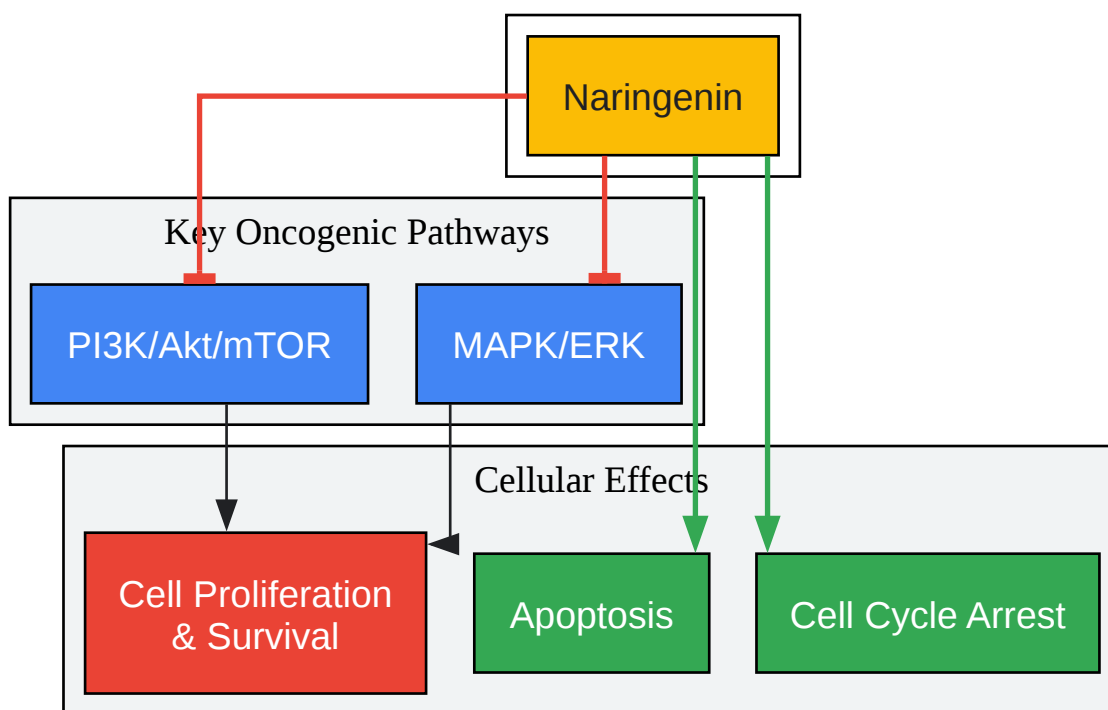 Naringenin
Key Oncogenic Pathways
PI3K/Akt/mTOR
MAPK/ERK
Cellular Effects
Cell Proliferation
& Survival
Apoptosis
Cell Cycle Arrest